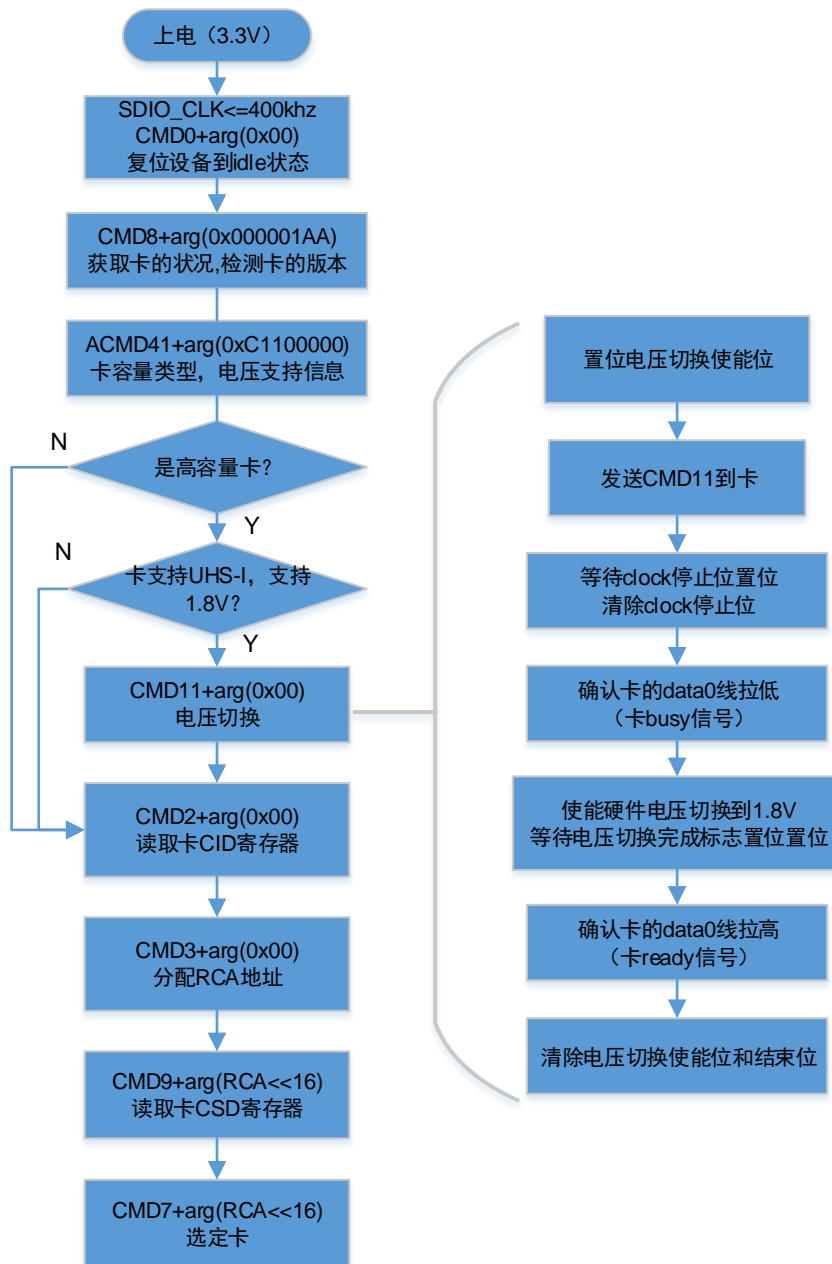 上电（3.3V）
SDIO_CLK<=400khz
CMD0+arg(0x00)
复位设备到idle状态
CMD8+arg(0x000001AA)
获取卡的状况,检测卡的版本
ACMD41+arg(0xC1100000)
卡容量类型，电压支持信息
N
是高容量卡？
Y
N
卡支持UHS-I，支持
1.8V？
Y
CMD11+arg(0x00)
电压切换
CMD2+arg(0x00)
读取卡CID寄存器
CMD3+arg(0x00)
分配RCA地址
CMD9+arg(RCA<<16)
读取卡CSD寄存器
CMD7+arg(RCA<<16)
选定卡
置位电压切换使能位
发送CMD11到卡
等待clock停止位置位
清除clock停止位
确认卡的data0线拉低
（卡busy信号）
使能硬件电压切换到1.8V
等待电压切换完成标志置位置位
确认卡的data0线拉高
（卡ready信号）
清除电压切换使能位和结束位